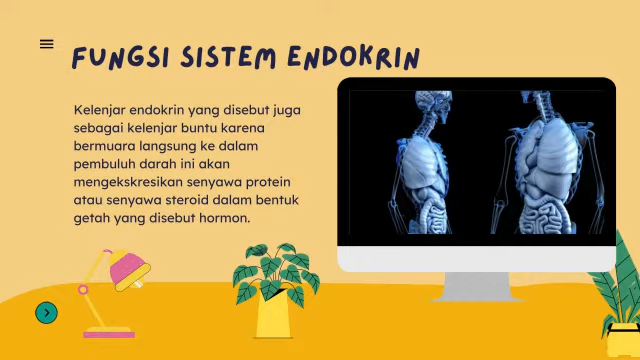 FUNGSI SISTEM ENDOKRIN
Kelenjar endokrin yang disebut juga
sebagai kelenjar buntu karena
bermuara langsung ke dalam
pembuluh darah ini akan
mengekskresikan senyawa protein
atau senyawa steroid dalam bentuk
getah yang disebut hormon.